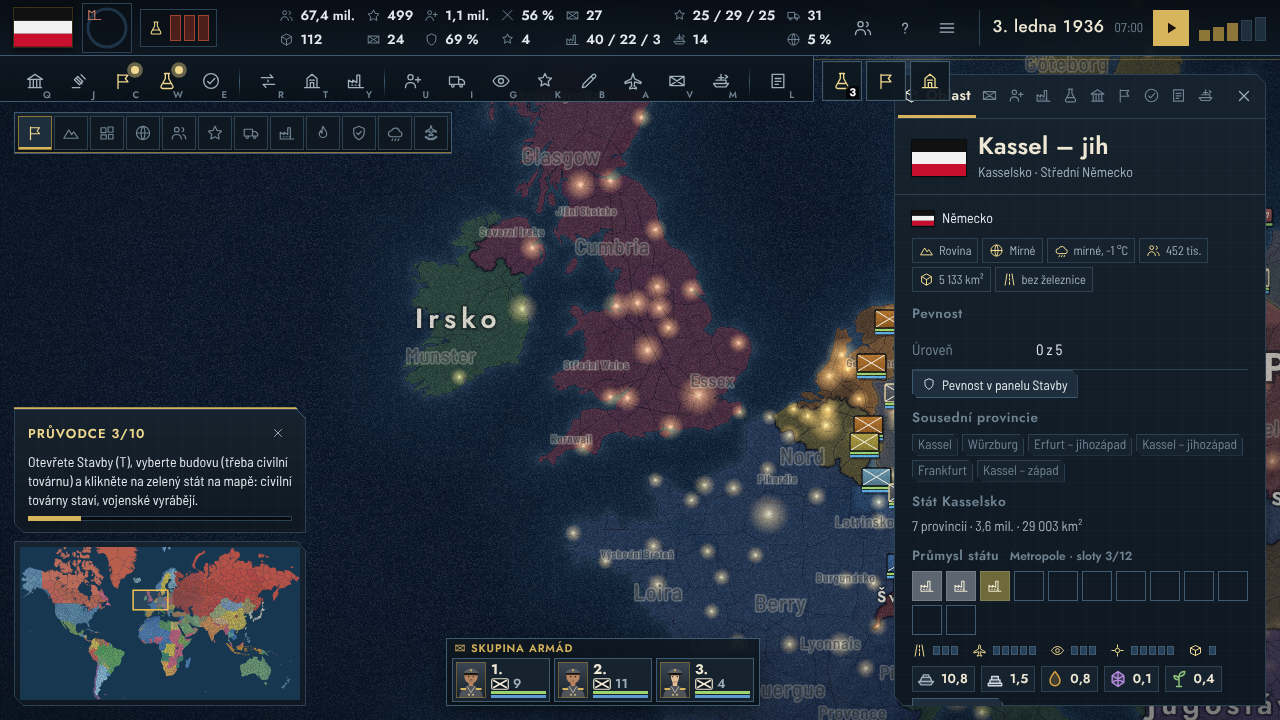 67,4 mil. 499 1,1 mil. 56 % 27 25 / 29 / 25 31
112 24 69 % 4 40 / 22 / 3 14 5 %
? 3. ledna 1936 07:00
Q J C W E R T Y U I G K B A V M L
3
Oblast
Kassel – jih
Kasselsko · Střední Německo
Německo
Rovina Mírné mírné, -1 °C 452 tis.
5 133 km² bez železnice
Pevnost
Úroveň 0 z 5
Pevnost v panelu Stavby
Sousední provincie
Kassel Würzburg Erfurt – jihozápad Kassel – jihozápad
Frankfurt Kassel – západ
Stát Kasselsko
7 provincií · 3,6 mil. · 29 003 km²
Průmysl státu Metropole · sloty 3/12
10,8 1,5 0,8 0,1 0,4
Göteborg
Glasgow
Jižní Skotsko
Severní Irsko
Cumbria
Irsko
Munster
Střední Wales
Essex
Kornwall
Nord
Pikardie
Lotrinsko
Východní Bretaň
Loira
Burgundsko
Berry
Lyonnais
Provence
Jugoslá
PRŮVODCE 3/10
Otevřete Stavby (T), vyberte budovu (třeba civilní
továrnu) a klikněte na zelený stát na mapě: civilní
továrny staví, vojenské vyrábějí.
SKUPINA ARMÁD
1. 9
2. 11
3. 4